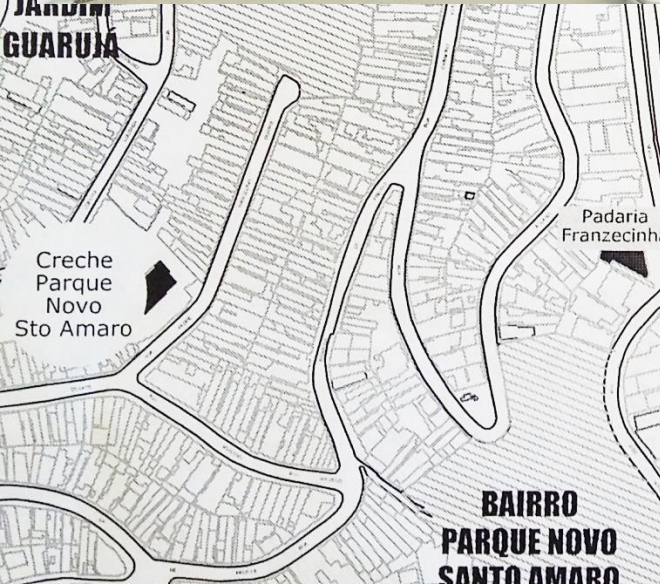 JARDIM
GUARUJÁ
Creche
Parque
Novo
Sto Amaro
Padaria
Franzecinha
BAIRRO
PARQUE NOVO
SANTO AMARO